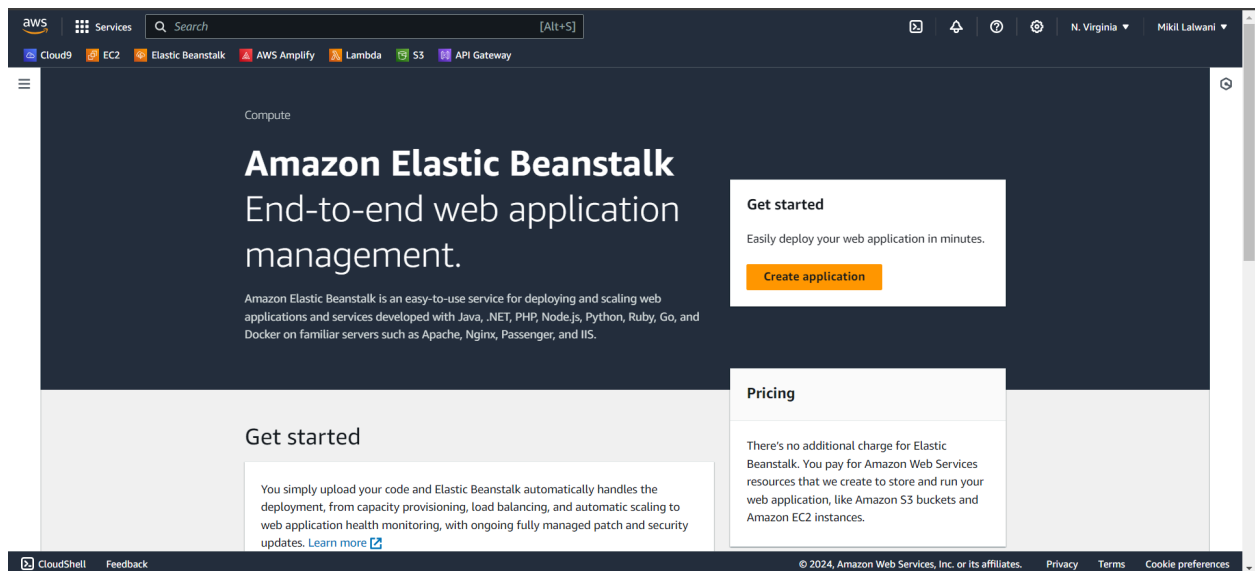 aws
Services
Search
[Alt+S]
N. Virginia ▼
Mikil Lalwani ▼
Cloud9
EC2
Elastic Beanstalk
AWS Amplify
Lambda
S3
API Gateway
Compute
Amazon Elastic Beanstalk
End-to-end web application
management.
Amazon Elastic Beanstalk is an easy-to-use service for deploying and scaling web
applications and services developed with Java, .NET, PHP, Node.js, Python, Ruby, Go, and
Docker on familiar servers such as Apache, Nginx, Passenger, and IIS.
Get started
Easily deploy your web application in minutes.
Create application
Pricing
There's no additional charge for Elastic
Beanstalk. You pay for Amazon Web Services
resources that we create to store and run your
web application, like Amazon S3 buckets and
Amazon EC2 instances.
Get started
You simply upload your code and Elastic Beanstalk automatically handles the
deployment, from capacity provisioning, load balancing, and automatic scaling to
web application health monitoring, with ongoing fully managed patch and security
updates. Learn more
CloudShell
Feedback
© 2024, Amazon Web Services, Inc. or its affiliates.
Privacy
Terms
Cookie preferences